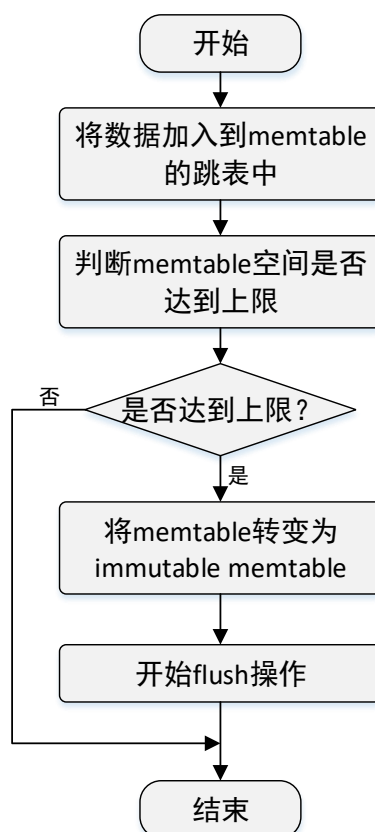 开始
将数据加入到memtable
的跳表中
判断memtable空间是否
达到上限
是否达到上限？
否
是
将memtable转变为
immutable memtable
开始flush操作
结束